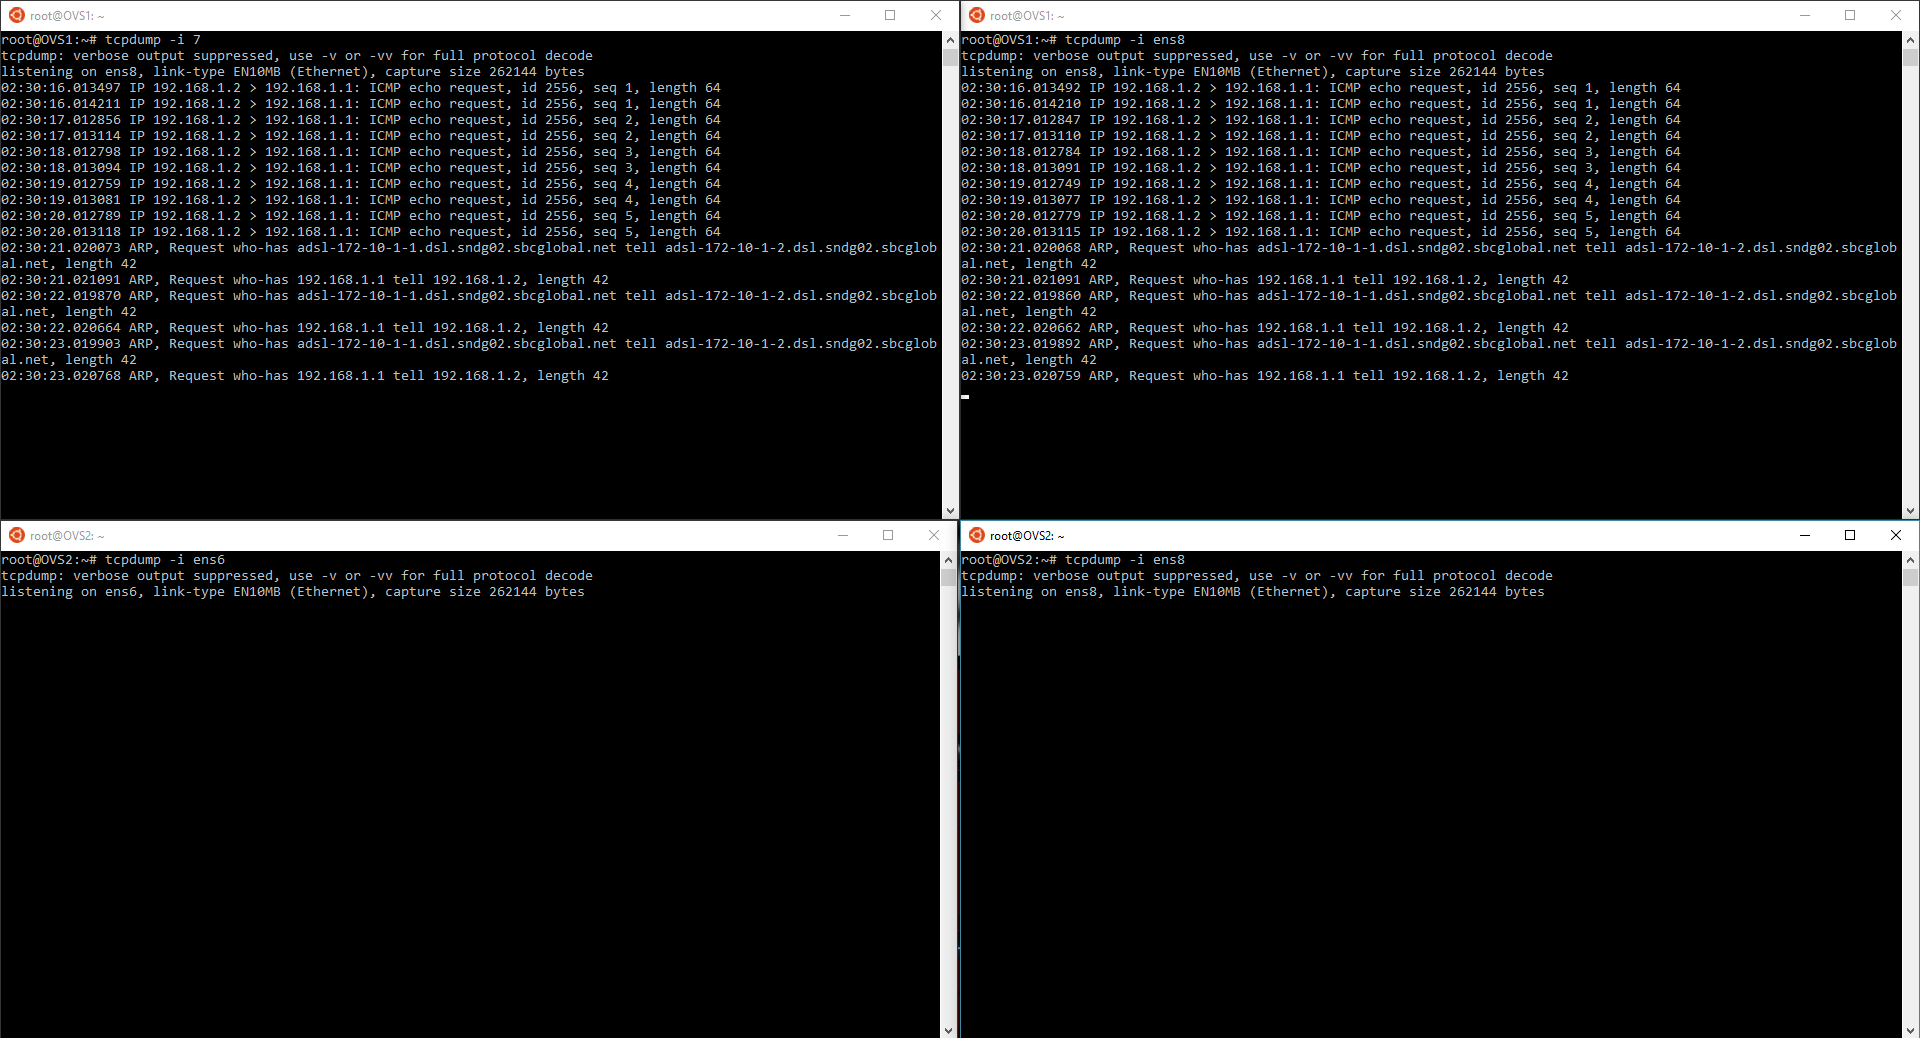 root@OVS1: ~
root@OVS1:~# tcpdump -i 7
tcpdump: verbose output suppressed, use -v or -vv for full protocol decode
listening on ens8, link-type EN10MB (Ethernet), capture size 262144 bytes
02:30:16.013497 IP 192.168.1.2 > 192.168.1.1: ICMP echo request, id 2556, seq 1, length 64
02:30:16.014211 IP 192.168.1.2 > 192.168.1.1: ICMP echo request, id 2556, seq 1, length 64
02:30:17.012856 IP 192.168.1.2 > 192.168.1.1: ICMP echo request, id 2556, seq 2, length 64
02:30:17.013114 IP 192.168.1.2 > 192.168.1.1: ICMP echo request, id 2556, seq 2, length 64
02:30:18.012798 IP 192.168.1.2 > 192.168.1.1: ICMP echo request, id 2556, seq 3, length 64
02:30:18.013094 IP 192.168.1.2 > 192.168.1.1: ICMP echo request, id 2556, seq 3, length 64
02:30:19.012759 IP 192.168.1.2 > 192.168.1.1: ICMP echo request, id 2556, seq 4, length 64
02:30:19.013081 IP 192.168.1.2 > 192.168.1.1: ICMP echo request, id 2556, seq 4, length 64
02:30:20.012789 IP 192.168.1.2 > 192.168.1.1: ICMP echo request, id 2556, seq 5, length 64
02:30:20.013118 IP 192.168.1.2 > 192.168.1.1: ICMP echo request, id 2556, seq 5, length 64
02:30:21.020073 ARP, Request who-has adsl-172-10-1-1.dsl.sndg02.sbcglobal.net tell adsl-172-10-1-2.dsl.sndg02.sbcglob
al.net, length 42
02:30:21.021091 ARP, Request who-has 192.168.1.1 tell 192.168.1.2, length 42
02:30:22.019870 ARP, Request who-has adsl-172-10-1-1.dsl.sndg02.sbcglobal.net tell adsl-172-10-1-2.dsl.sndg02.sbcglob
al.net, length 42
02:30:22.020664 ARP, Request who-has 192.168.1.1 tell 192.168.1.2, length 42
02:30:23.019903 ARP, Request who-has adsl-172-10-1-1.dsl.sndg02.sbcglobal.net tell adsl-172-10-1-2.dsl.sndg02.sbcglob
al.net, length 42
02:30:23.020768 ARP, Request who-has 192.168.1.1 tell 192.168.1.2, length 42
root@OVS1: ~
root@OVS1:~# tcpdump -i ens8
tcpdump: verbose output suppressed, use -v or -vv for full protocol decode
listening on ens8, link-type EN10MB (Ethernet), capture size 262144 bytes
02:30:16.013492 IP 192.168.1.2 > 192.168.1.1: ICMP echo request, id 2556, seq 1, length 64
02:30:16.014210 IP 192.168.1.2 > 192.168.1.1: ICMP echo request, id 2556, seq 1, length 64
02:30:17.012847 IP 192.168.1.2 > 192.168.1.1: ICMP echo request, id 2556, seq 2, length 64
02:30:17.013110 IP 192.168.1.2 > 192.168.1.1: ICMP echo request, id 2556, seq 2, length 64
02:30:18.012784 IP 192.168.1.2 > 192.168.1.1: ICMP echo request, id 2556, seq 3, length 64
02:30:18.013091 IP 192.168.1.2 > 192.168.1.1: ICMP echo request, id 2556, seq 3, length 64
02:30:19.012749 IP 192.168.1.2 > 192.168.1.1: ICMP echo request, id 2556, seq 4, length 64
02:30:19.013077 IP 192.168.1.2 > 192.168.1.1: ICMP echo request, id 2556, seq 4, length 64
02:30:20.012779 IP 192.168.1.2 > 192.168.1.1: ICMP echo request, id 2556, seq 5, length 64
02:30:20.013115 IP 192.168.1.2 > 192.168.1.1: ICMP echo request, id 2556, seq 5, length 64
02:30:21.020068 ARP, Request who-has adsl-172-10-1-1.dsl.sndg02.sbcglobal.net tell adsl-172-10-1-2.dsl.sndg02.sbcglo
bal.net, length 42
02:30:21.021091 ARP, Request who-has 192.168.1.1 tell 192.168.1.2, length 42
02:30:22.019860 ARP, Request who-has adsl-172-10-1-1.dsl.sndg02.sbcglobal.net tell adsl-172-10-1-2.dsl.sndg02.sbcglob
al.net, length 42
02:30:22.020662 ARP, Request who-has 192.168.1.1 tell 192.168.1.2, length 42
02:30:23.019892 ARP, Request who-has adsl-172-10-1-1.dsl.sndg02.sbcglobal.net tell adsl-172-10-1-2.dsl.sndg02.sbcglob
al.net, length 42
02:30:23.020759 ARP, Request who-has 192.168.1.1 tell 192.168.1.2, length 42
root@OVS2: ~
root@OVS2:~# tcpdump -i ens6
tcpdump: verbose output suppressed, use -v or -vv for full protocol decode
listening on ens6, link-type EN10MB (Ethernet), capture size 262144 bytes
root@OVS2: ~
root@OVS2:~# tcpdump -i ens8
tcpdump: verbose output suppressed, use -v or -vv for full protocol decode
listening on ens8, link-type EN10MB (Ethernet), capture size 262144 bytes